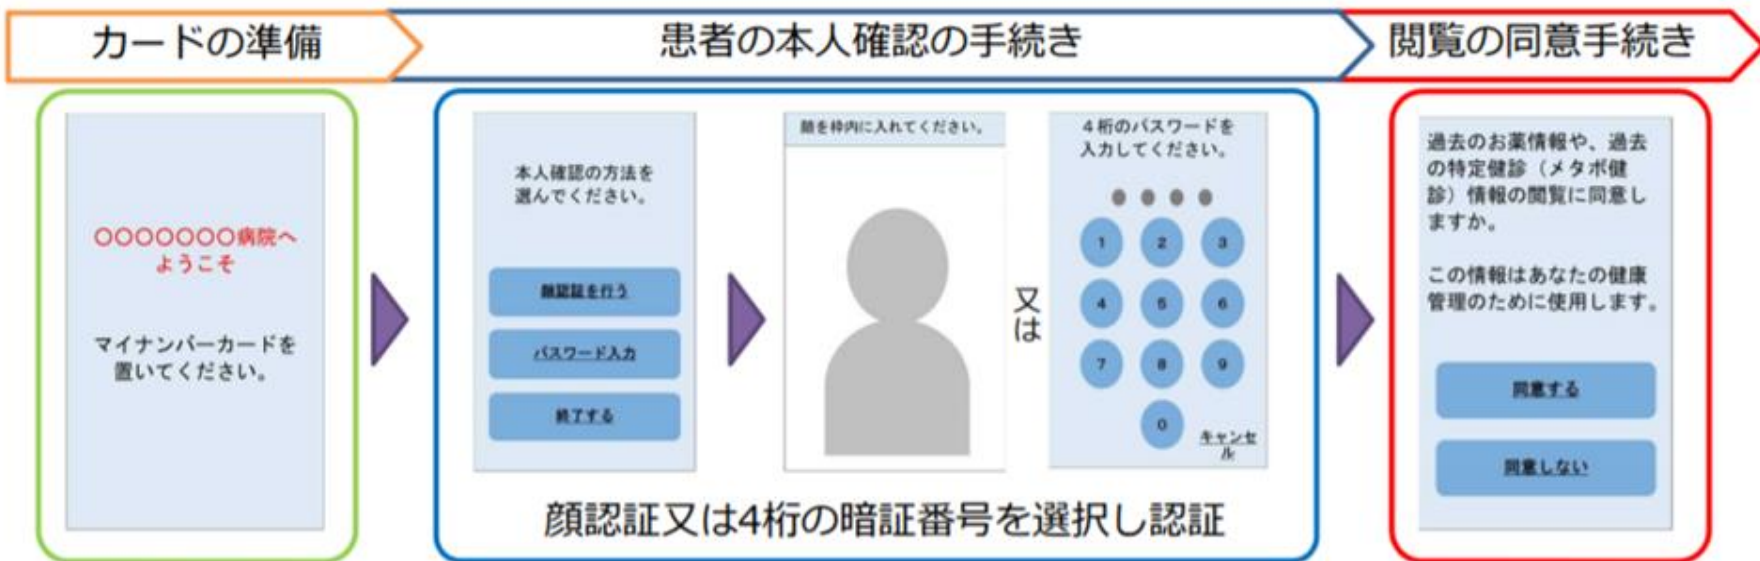 カードの準備
患者の本人確認の手続き
閲覧の同意手続き
〇〇〇〇〇〇〇病院へ
ようこそ
マイナンバーカードを
置いてください。
本人確認の方法を
選んでください。
顔認証を行う
パスワード入力
終了する
顔を枠内に入れてください。
又
は
4桁のパスワードを
入力してください。
1
2
3
4
5
6
7
8
9
0
キャンセ
ル
顔認証又は4桁の暗証番号を選択し認証
過去のお薬情報や、過去
の特定健診（メタボ健
診）情報の閲覧に同意し
ますか。
この情報はあなたの健康
管理のために使用します。
同意する
同意しない